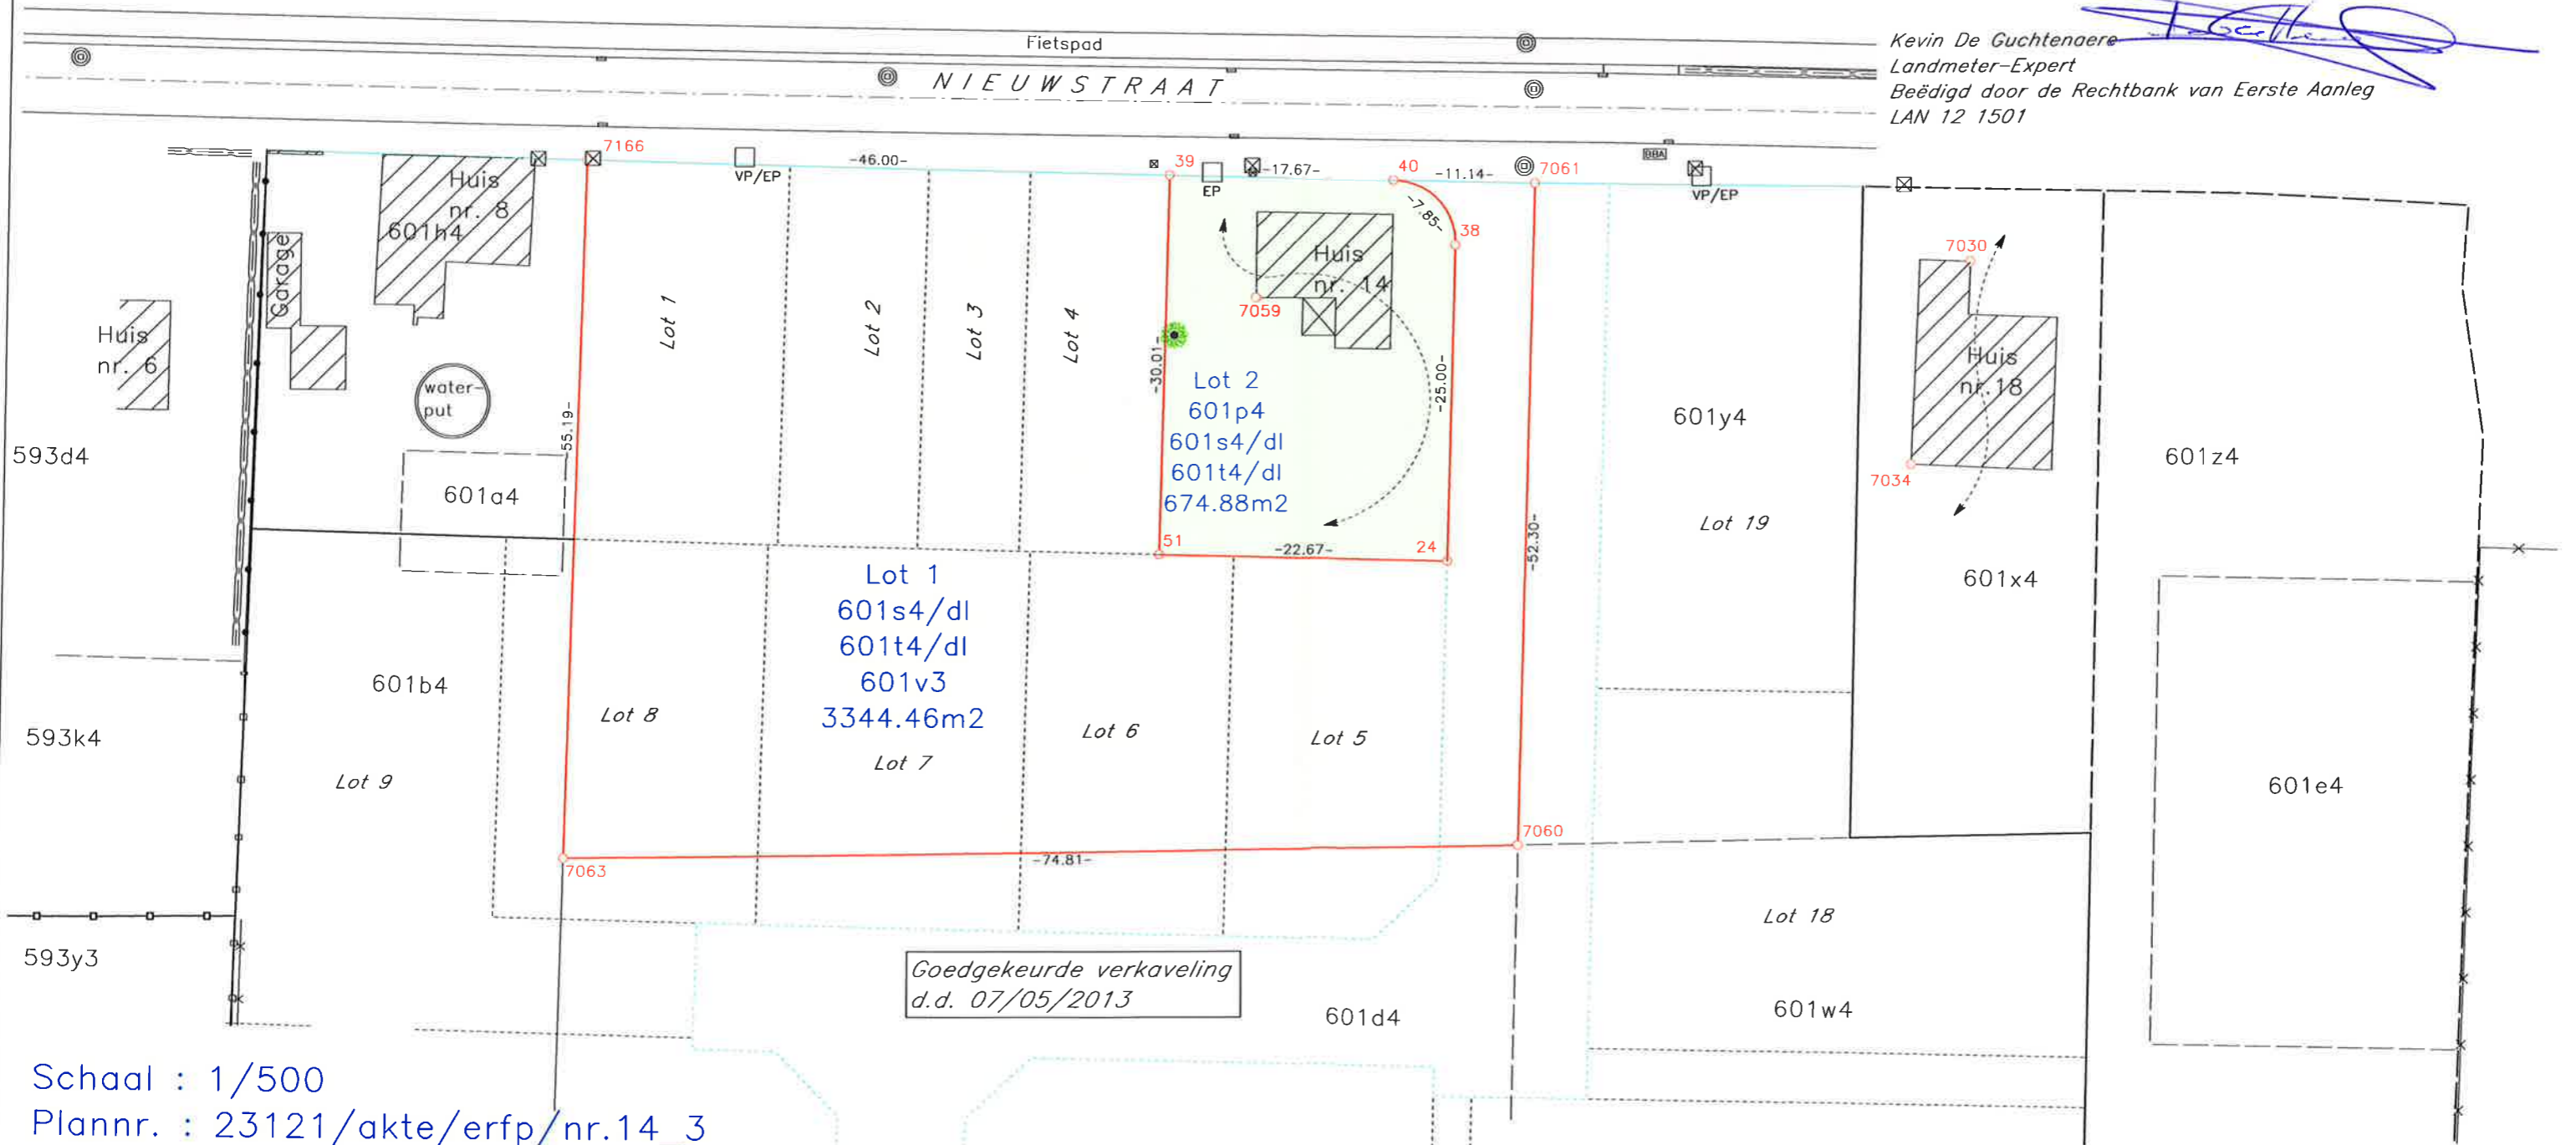 Fietspad
NIEUWSTRAAT
Kevin De Guchtenaere
Landmeter-Expert
Beëdigd door de Rechtbank van Eerste Aanleg
LAN 12 1501
7166
VP/EP
-46.00-
39
EP
-17.67-
40
-11.14-
7061
BBA
VP/EP
Huis
nr. 8
601h4
Garage
Huis
nr. 6
water-
put
593d4
601a4
-55.19-
Lot 1
Lot 2
Lot 3
Lot 4
-30.01-
Huis
nr. 14
7059
-7.85-
38
-25.00-
Lot 2
601p4
601s4/dl
601t4/dl
674.88m2
51
-22.67-
24
-52.30-
601y4
Lot 19
7030
Huis
nr.18
7034
601x4
601z4
601e4
Lot 1
601s4/dl
601t4/dl
601v3
3344.46m2
601b4
593k4
Lot 9
Lot 8
Lot 7
Lot 6
Lot 5
7060
7063
-74.81-
Lot 18
601w4
593y3
Goedgekeurde verkaveling
d.d. 07/05/2013
601d4
Schaal : 1/500
Plannr. : 23121/akte/erfp/nr.14_3